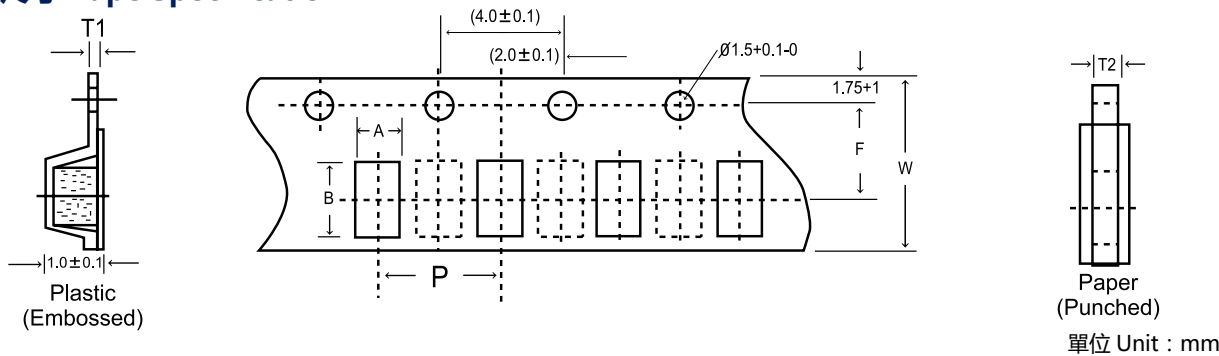 T1
1.0±0.1
Plastic
(Embossed)
(4.0±0.1)
(2.0±0.1)
Ø1.5+0.1-0
1.75+1
A
B
F
W
P
T2
Paper
(Punched)
單位 Unit : mm